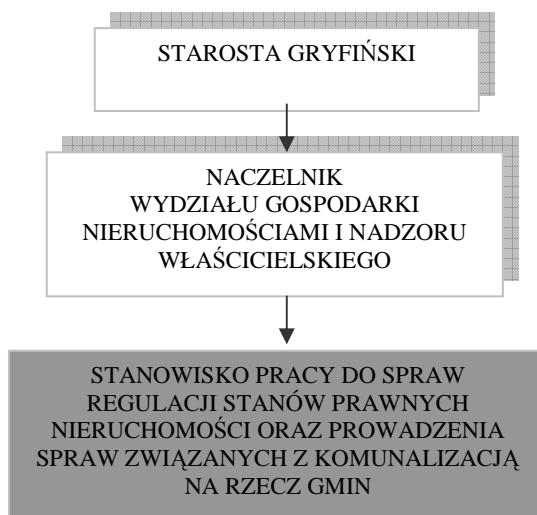 STAROSTA GRYFIŃSKI
NACZELNIK
WYDZIAŁU GOSPODARKI
NIERUCHOMOŚCIAMI I NADZORU
WŁAŚCICIELSKIEGO
STANOWISKO PRACY DO SPRAW
REGULACJI STANÓW PRAWNYCH
NIERUCHOMOŚCI ORAZ PROWADZENIA
SPRAW ZWIĄZANYCH Z KOMUNALIZACJĄ
NA RZECZ GMIN